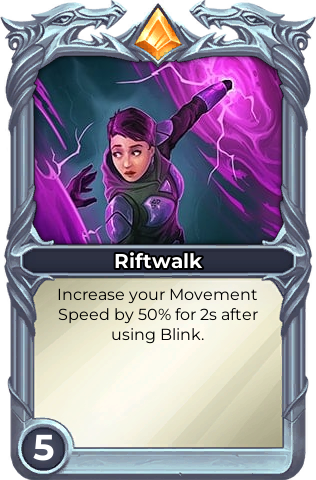 Riftwalk
Increase your Movement
Speed by 50% for 2s after
using Blink.
5